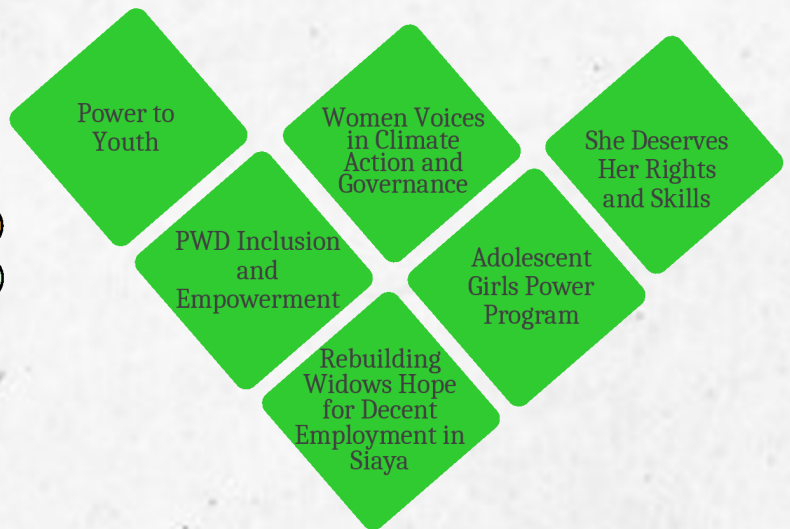 Power to
Youth
Women Voices
in Climate
Action and
Governance
She Deserves
Her Rights
and Skills
PWD Inclusion
and
Empowerment
Adolescent
Girls Power
Program
Rebuilding
Widows Hope
for Decent
Employment in
Siaya